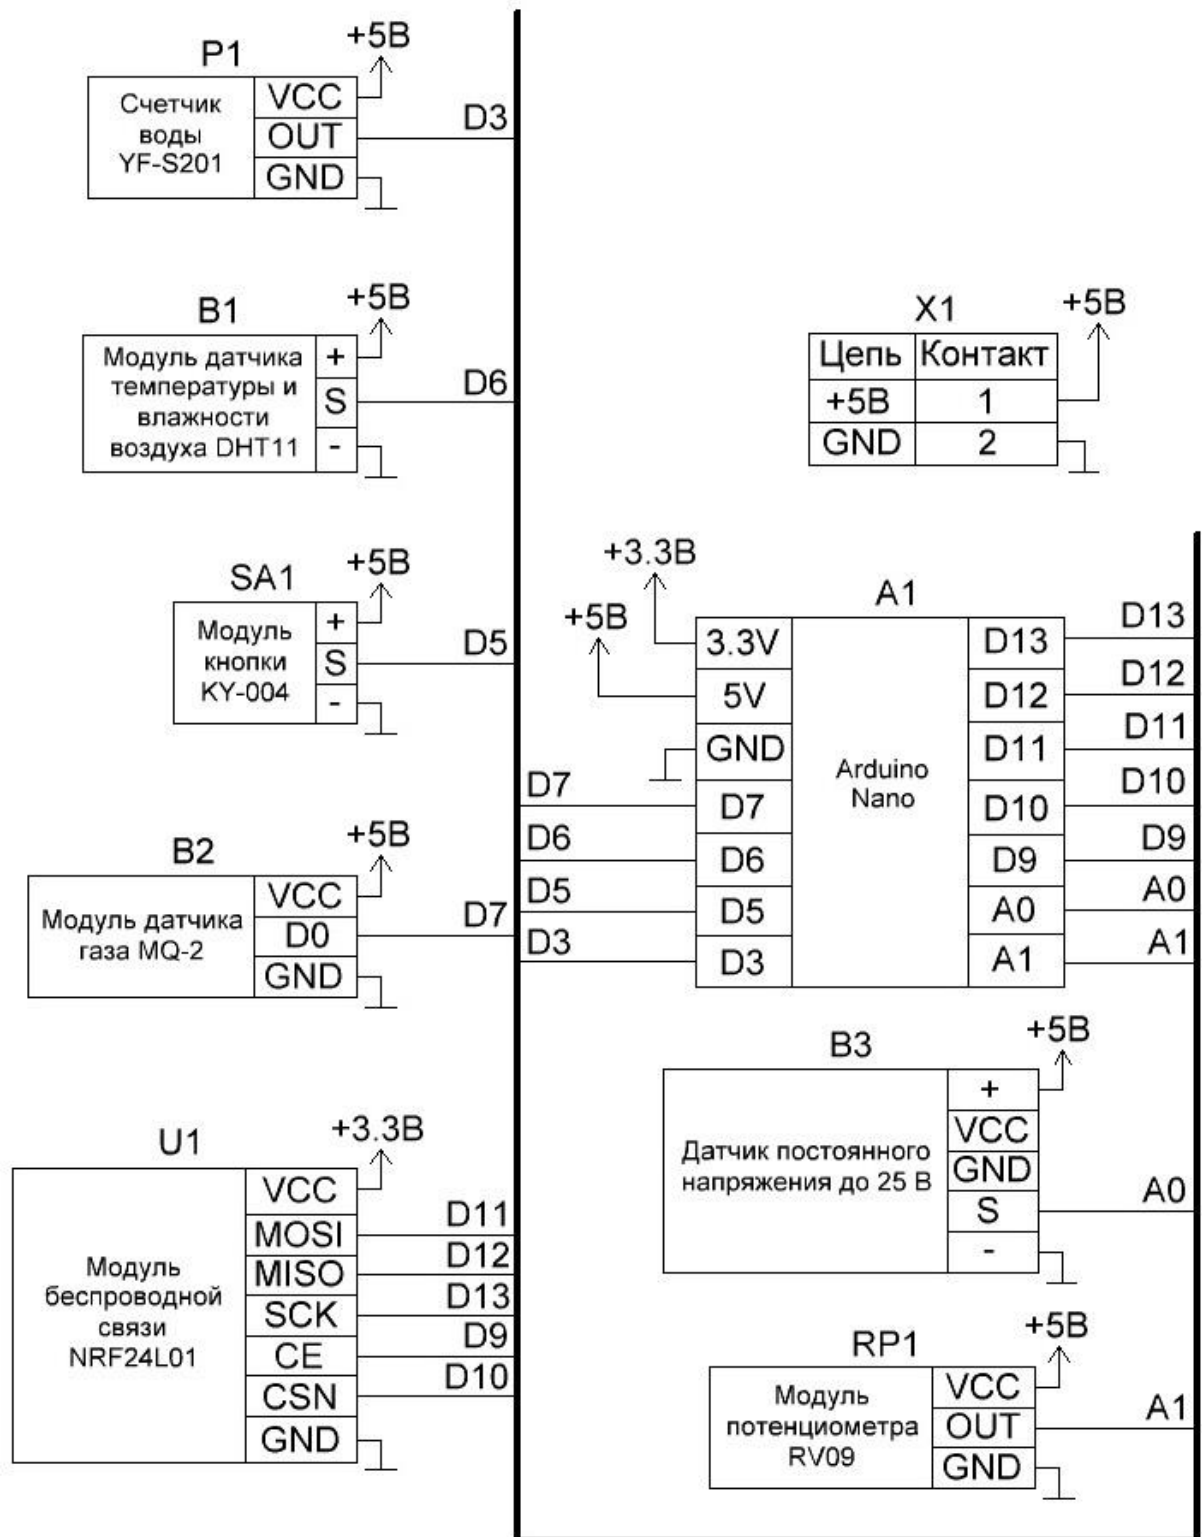 P1
+5В
Счетчик
воды
YF-S201
VCC
OUT
GND
D3
B1
+5В
Модуль датчика
температуры и
влажности
воздуха DHT11
+
S
-
D6
SA1
+5В
Модуль
кнопки
KY-004
+
S
-
D5
B2
+5В
Модуль датчика
газа MQ-2
VCC
D0
GND
D7
U1
+3.3В
Модуль
беспроводной
связи
NRF24L01
VCC
MOSI
MISO
SCK
CE
CSN
GND
D11
D12
D13
D9
D10
X1
+5В
Цепь Контакт
+5В 1
GND 2
+3.3В
+5В
A1
3.3V
5V
GND
D7
D6
D5
D3
D7
D6
D5
D3
Arduino
Nano
D13
D12
D11
D10
D9
A0
A1
D13
D12
D11
D10
D9
A0
A1
B3
+5В
Датчик постоянного
напряжения до 25 В
+
VCC
GND
S
-
A0
RP1
+5В
Модуль
потенциометра
RV09
VCC
OUT
GND
A1